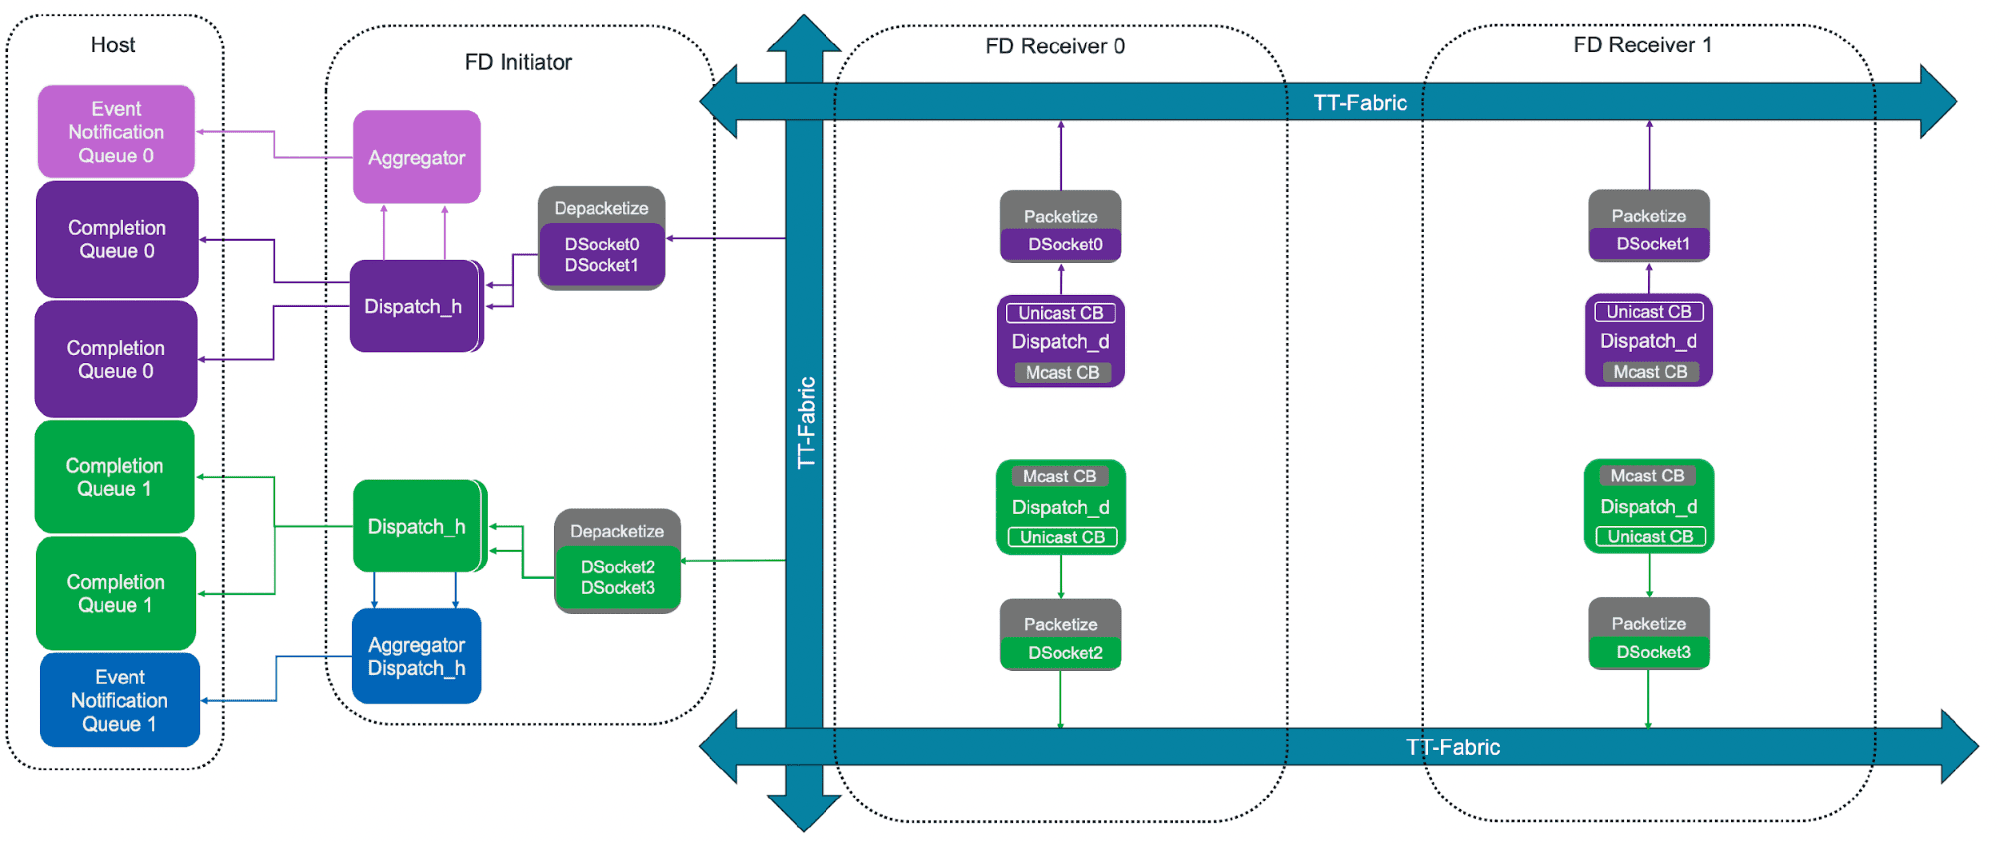 Host
Event
Notification
Queue 0
Completion
Queue 0
Completion
Queue 0
Completion
Queue 1
Completion
Queue 1
Event
Notification
Queue 1
FD Initiator
Aggregator
Dispatch_h
Depacketize
DSocket0
DSocket1
Dispatch_h
Depacketize
DSocket2
DSocket3
Aggregator
Dispatch_h
TT-Fabric
TT-Fabric
TT-Fabric
FD Receiver 0
Packetize
DSocket0
Unicast CB
Dispatch_d
Mcast CB
Mcast CB
Dispatch_d
Unicast CB
Packetize
DSocket2
FD Receiver 1
Packetize
DSocket1
Unicast CB
Dispatch_d
Mcast CB
Mcast CB
Dispatch_d
Unicast CB
Packetize
DSocket3